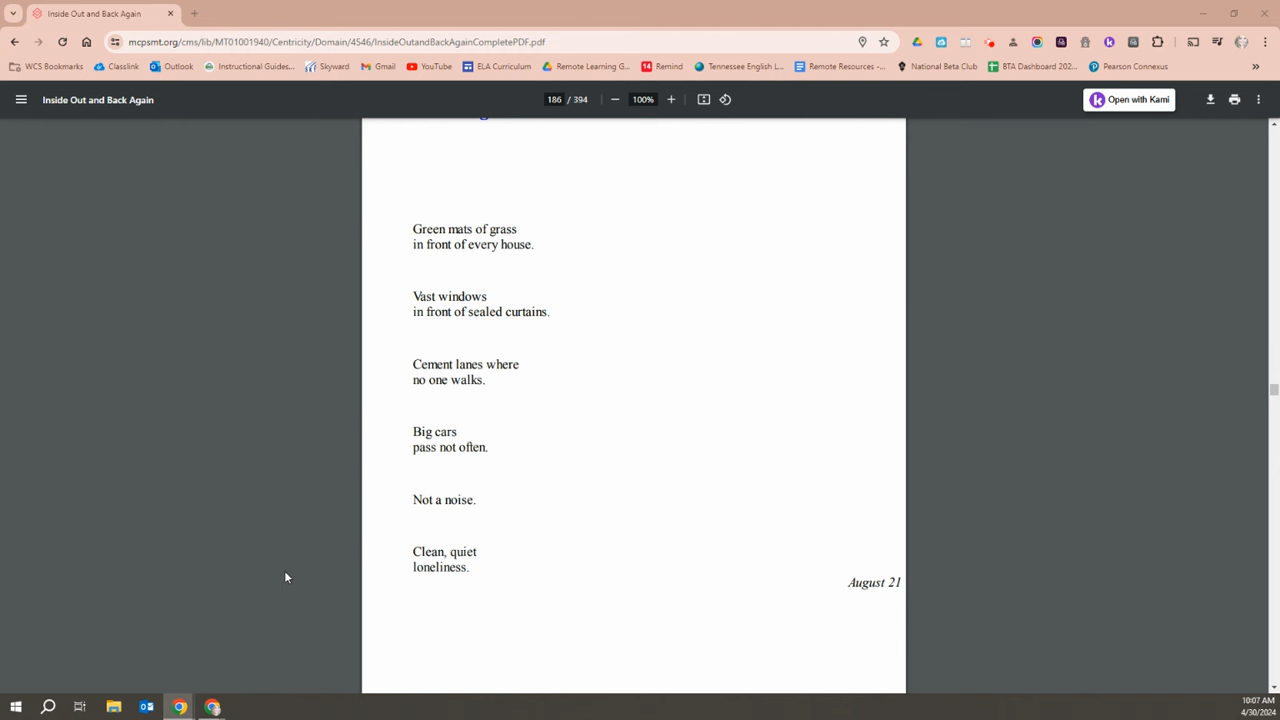 Inside Out and Back Again
mcpsmt.org/cms/lib/MT01001940/Centricity/Domain/4546/InsideOutandBackAgainCompletePDF.pdf
WCS Bookmarks
Classlink
Outlook
Instructional Guides...
Skyward
Gmail
YouTube
ELA Curriculum
Remote Learning G...
Remind
Tennessee English L...
Remote Resources -...
National Beta Club
BTA Dashboard 202...
Pearson Connexus
Inside Out and Back Again
186 / 394
100%
Open with Kami
Green mats of grass
in front of every house.
Vast windows
in front of sealed curtains.
Cement lanes where
no one walks.
Big cars
pass not often.
Not a noise.
Clean, quiet
loneliness.
August 21
10:07 AM
4/30/2024